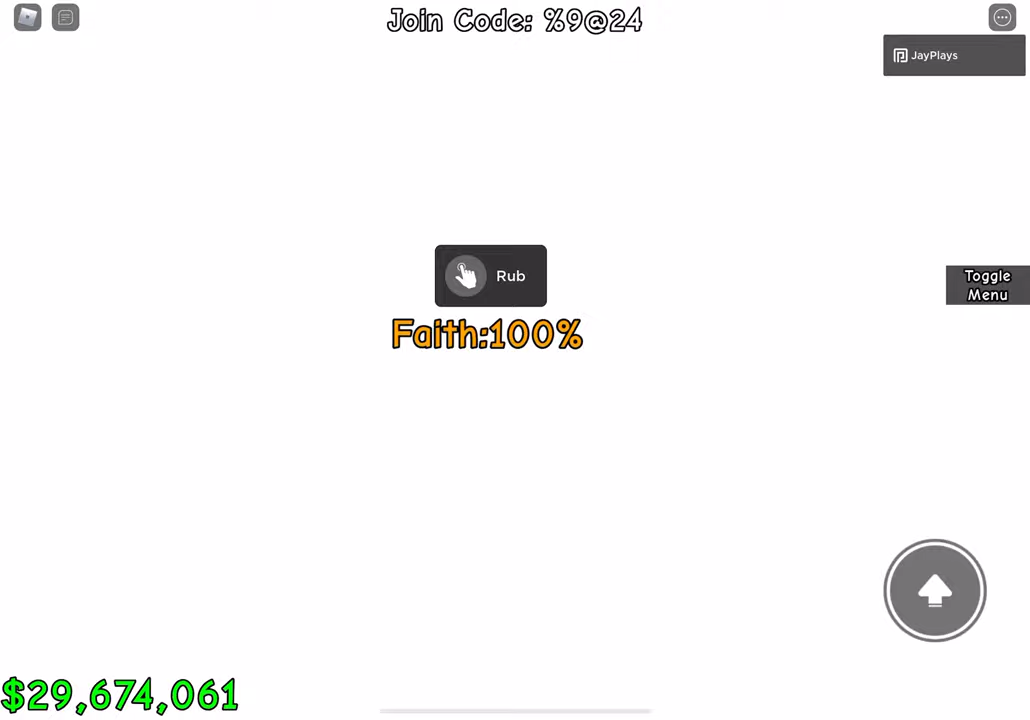 Join Code: %9@24
JayPlays
Rub
Toggle
Menu
Faith:100%
$29,674,061